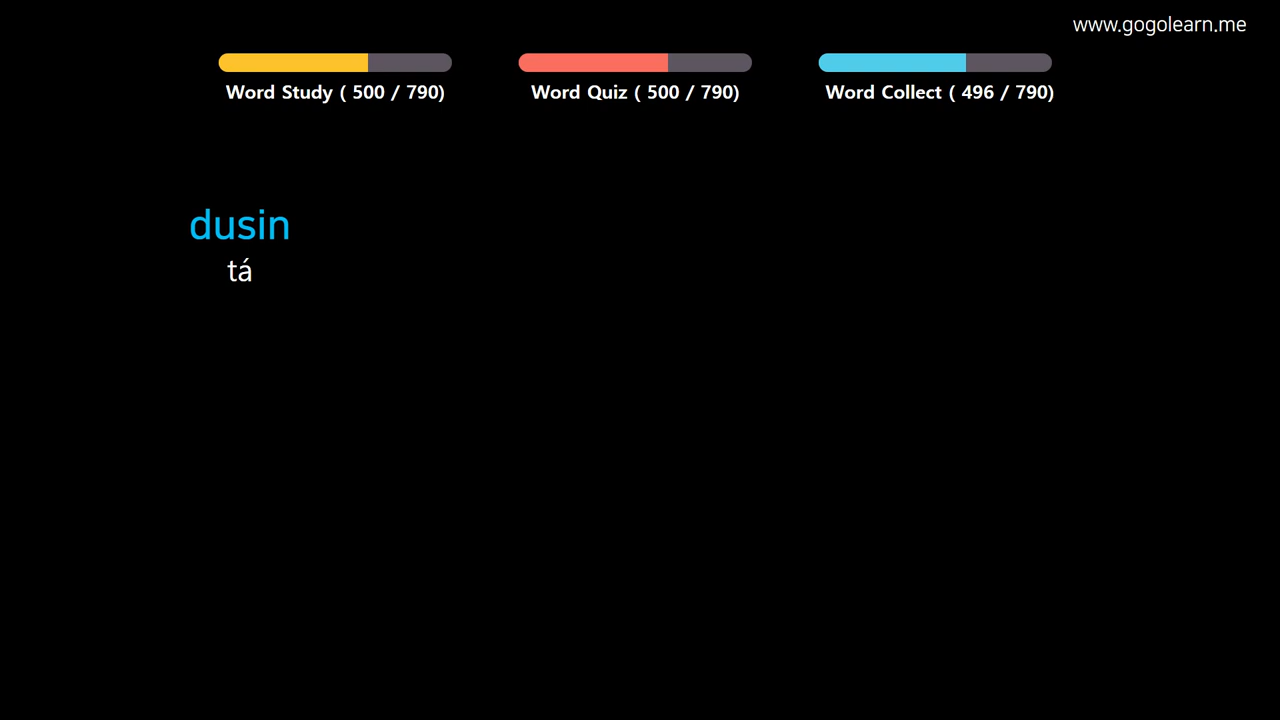 www.gogolearn.me
Word Study ( 500 / 790)
Word Quiz ( 500 / 790)
Word Collect ( 496 / 790)
dusin
tá